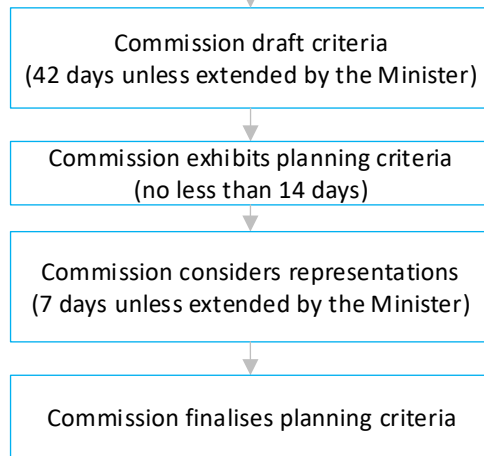 Commission draft criteria
(42 days unless extended by the Minister)
Commission exhibits planning criteria
(no less than 14 days)
Commission considers representations
(7 days unless extended by the Minister)
Commission finalises planning criteria